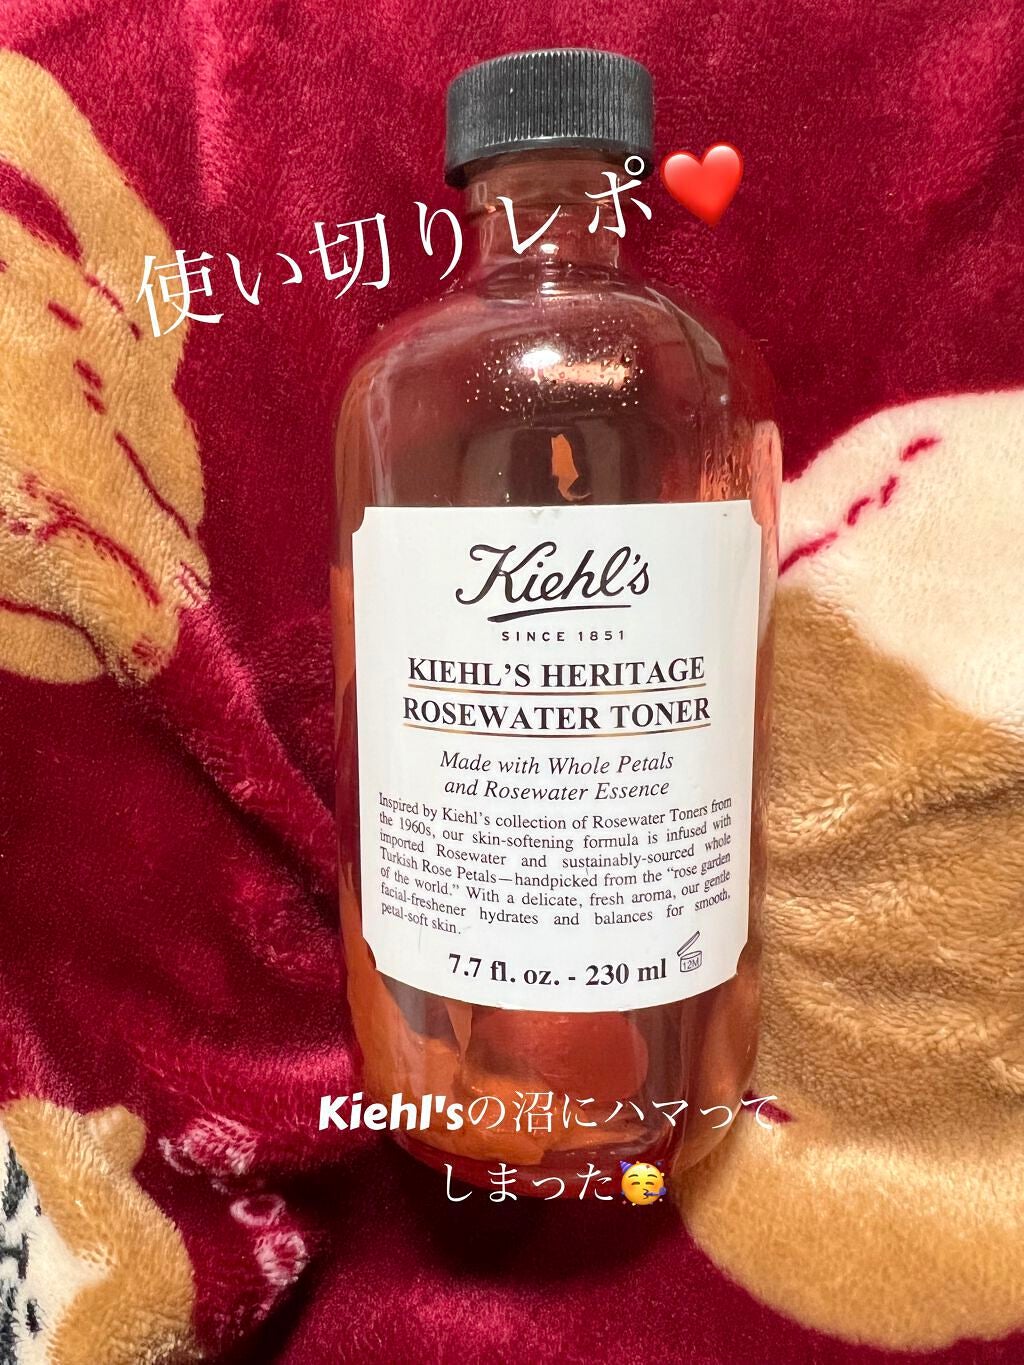 使い切りレポ❤️
Kiehl's
SINCE 1851
KIEHL'S HERITAGE
ROSEWATER TONER
Made with Whole Petals
and Rosewater Essence
Inspired by Kiehl's collection of Rosewater Toners from
the 1960s, our skin-softening formula is infused with
imported Rosewater and sustainably-sourced whole
Turkish Rose Petals—handpicked from the "rose garden
of the world." With a delicate, fresh aroma, our gentle
facial-freshener hydrates and balances for smooth,
petal-soft skin.
7.7 fl. oz. - 230 ml
12M
Kiehl'sの沼にハマって
しまった🥳